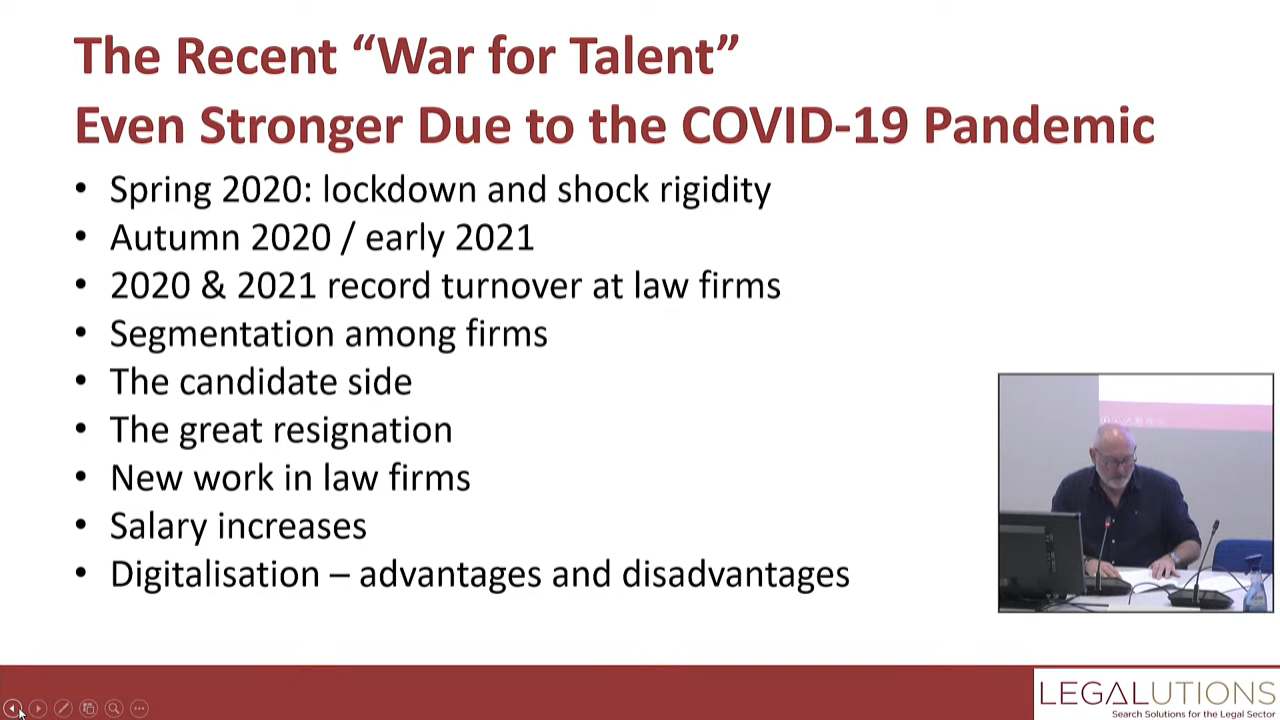 The Recent “War for Talent”
Even Stronger Due to the COVID-19 Pandemic
• Spring 2020: lockdown and shock rigidity
• Autumn 2020 / early 2021
• 2020 & 2021 record turnover at law firms
• Segmentation among firms
• The candidate side
• The great resignation
• New work in law firms
• Salary increases
• Digitalisation – advantages and disadvantages
LEGALUTIONS
Search Solutions for the Legal Sector